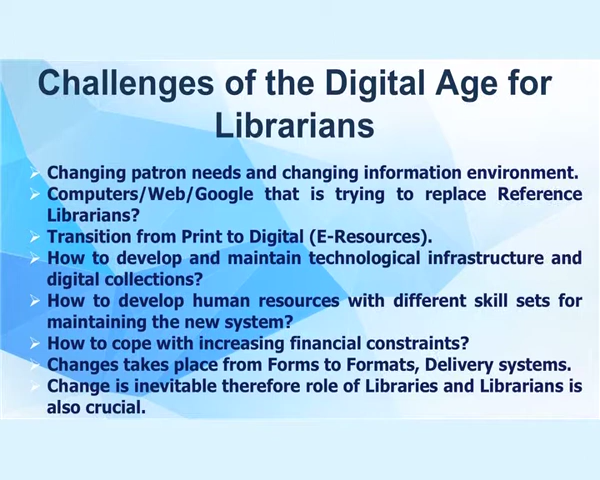 Challenges of the Digital Age for
Librarians
Changing patron needs and changing information environment.
Computers/Web/Google that is trying to replace Reference
Librarians?
Transition from Print to Digital (E-Resources).
How to develop and maintain technological infrastructure and
digital collections?
How to develop human resources with different skill sets for
maintaining the new system?
How to cope with increasing financial constraints?
Changes takes place from Forms to Formats, Delivery systems.
Change is inevitable therefore role of Libraries and Librarians is
also crucial.